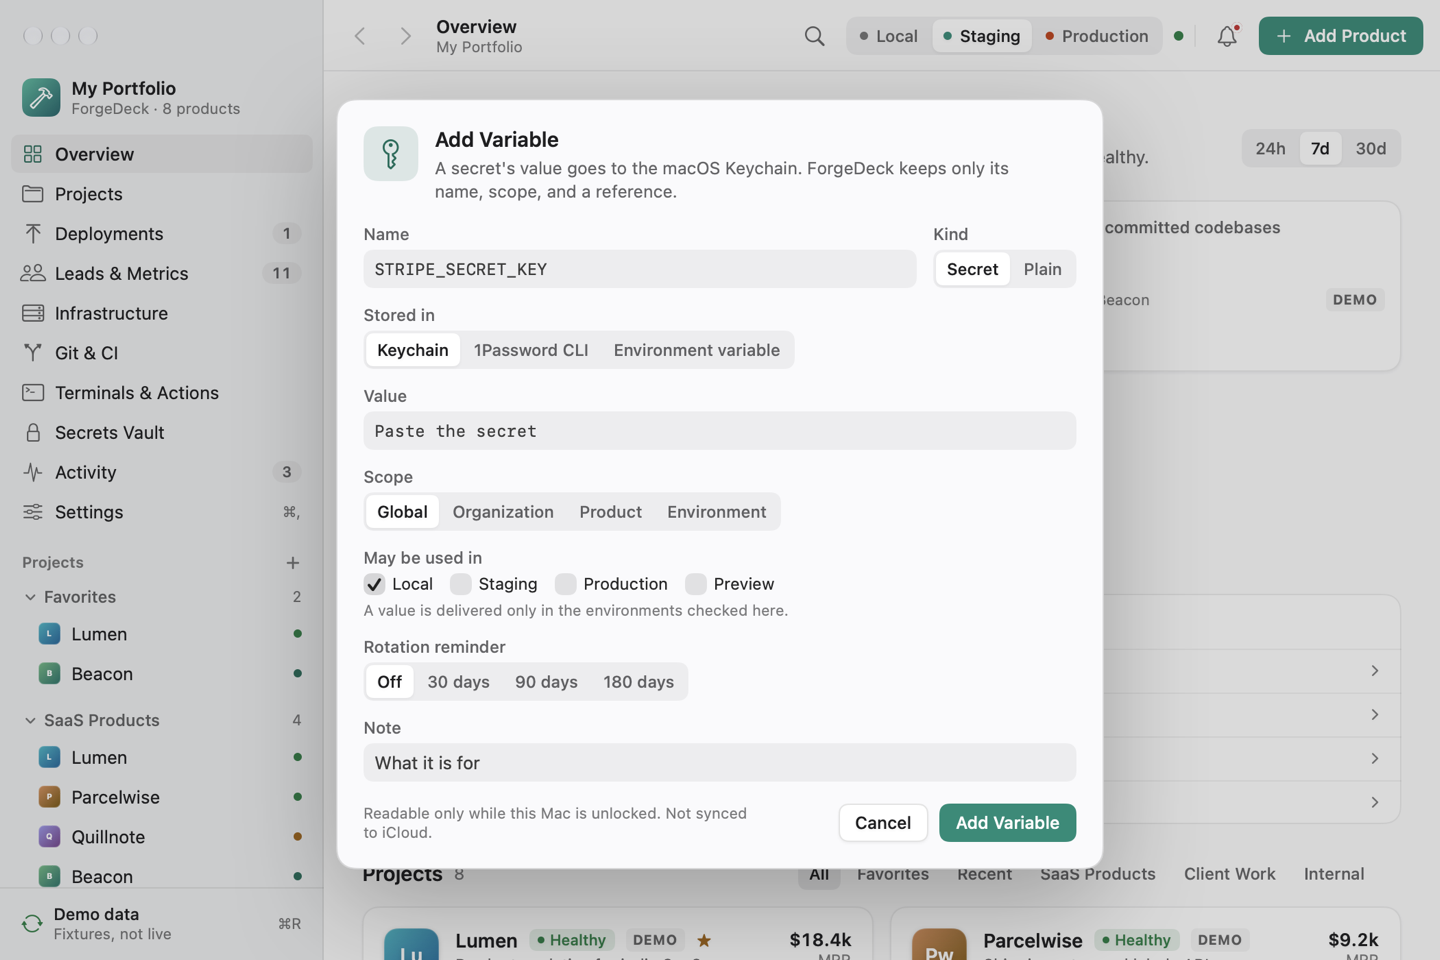 My Portfolio
ForgeDeck · 8 products
Overview
Projects
Deployments
1
Leads & Metrics
11
Infrastructure
Git & CI
Terminals & Actions
Secrets Vault
Activity
3
Settings
⌘,
Projects
Favorites
2
L
Lumen
B
Beacon
SaaS Products
4
L
Lumen
P
Parcelwise
Q
Quillnote
B
Beacon
Demo data
Fixtures, not live
⌘R
Overview
My Portfolio
Local
Staging
Production
Add Product
ealthy.
24h
7d
30d
committed codebases
Beacon
DEMO
Add Variable
A secret's value goes to the macOS Keychain. ForgeDeck keeps only its
name, scope, and a reference.
Name
Kind
STRIPE_SECRET_KEY
Secret
Plain
Stored in
Keychain
1Password CLI
Environment variable
Value
Paste the secret
Scope
Global
Organization
Product
Environment
May be used in
Local
Staging
Production
Preview
A value is delivered only in the environments checked here.
Rotation reminder
Off
30 days
90 days
180 days
Note
What it is for
Readable only while this Mac is unlocked. Not synced
to iCloud.
Cancel
Add Variable
Projects
8
All
Favorites
Recent
SaaS Products
Client Work
Internal
Lu
Lumen
Healthy
DEMO
$18.4k
MRR
Pw
Parcelwise
Healthy
DEMO
$9.2k
MRR